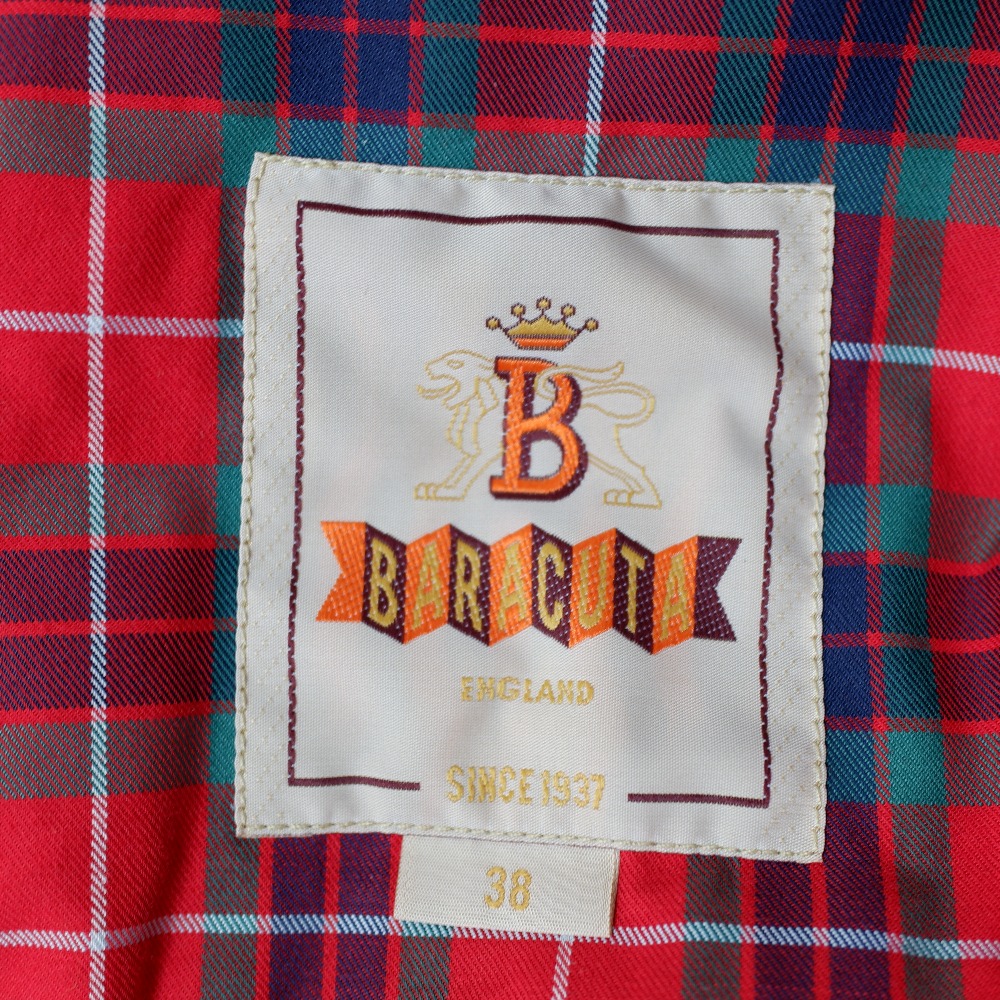 B
BARACUTA
ENGLAND
SINCE 1937
38